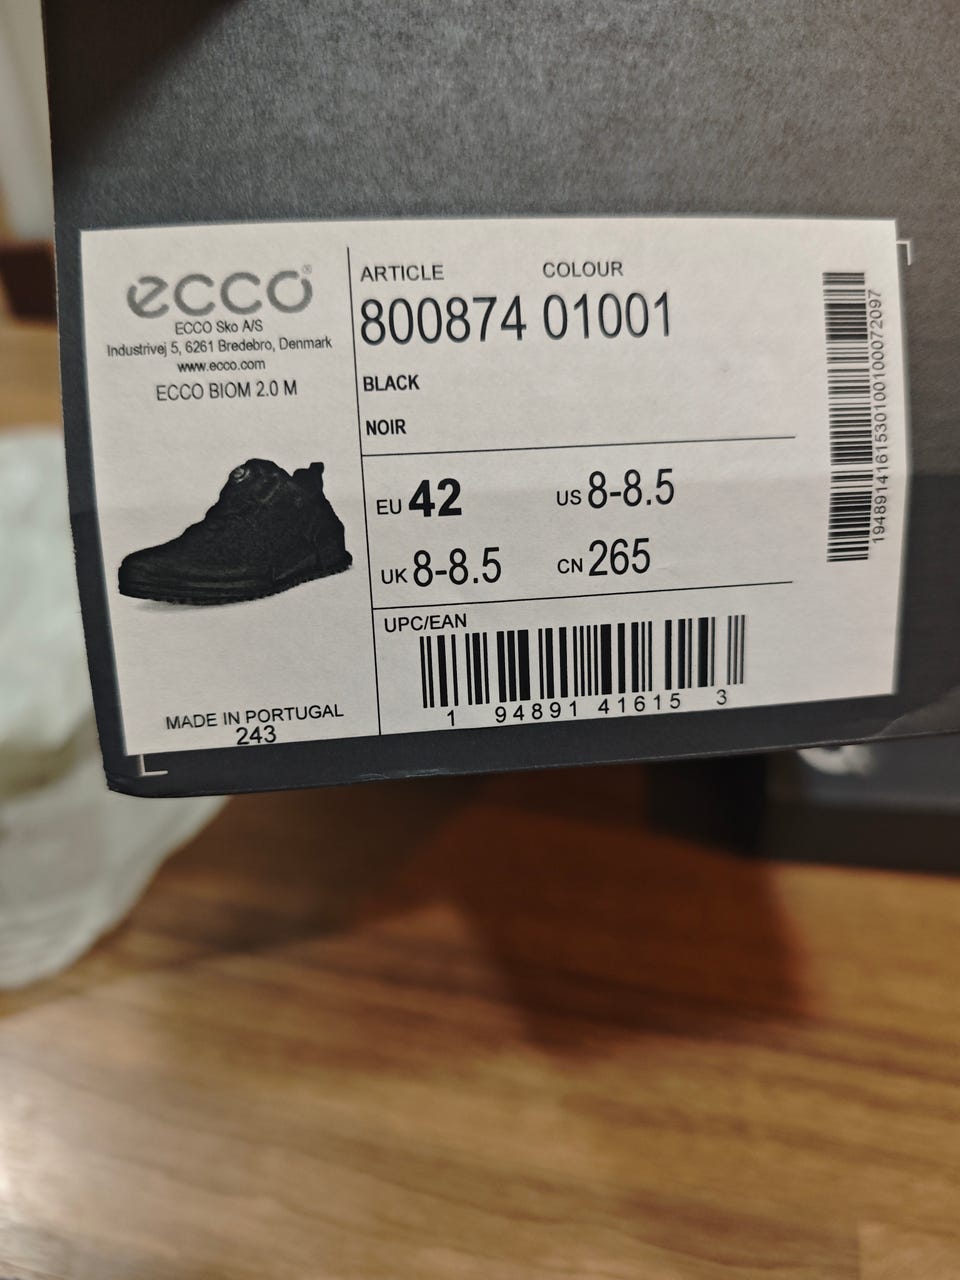 ecco®
ECCO Sko A/S
Industrivej 5, 6261 Bredebro, Denmark
www.ecco.com
ECCO BIOM 2.0 M
MADE IN PORTUGAL
243
ARTICLE COLOUR
800874 01001
BLACK
NOIR
EU 42 US 8-8.5
UK 8-8.5 CN 265
UPC/EAN
1 94891 41615 3
19489141615301001000072097